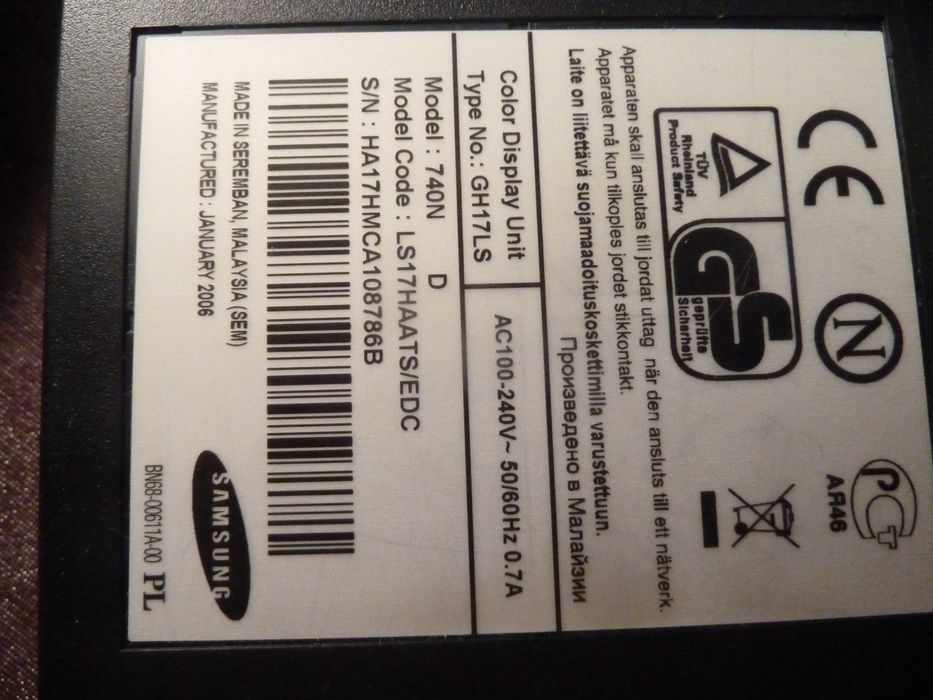 CE
N
РСТ
АЯ46
TÜV
Rheinland
Product Safety
GS
geprüfte
Sicherheit
Apparaten skall anslutas till jordat uttag när den ansluts till ett nätverk.
Apparatet må kun tilkoples jordet stikkontakt.
Laite on liitettävä suojamaadoituskoskettimilla varustettuun.
Произведено в Малайзии
Color Display Unit
Type No.: GH17LS
AC100-240V~ 50/60Hz 0.7A
Model : 740N D
Model Code : LS17HAATS/EDC
S/N : HA17HMCA108786B
MADE IN SEREMBAN, MALAYSIA (SEM)
MANUFACTURED : JANUARY 2006
SAMSUNG
BN68-00611A-00 PL